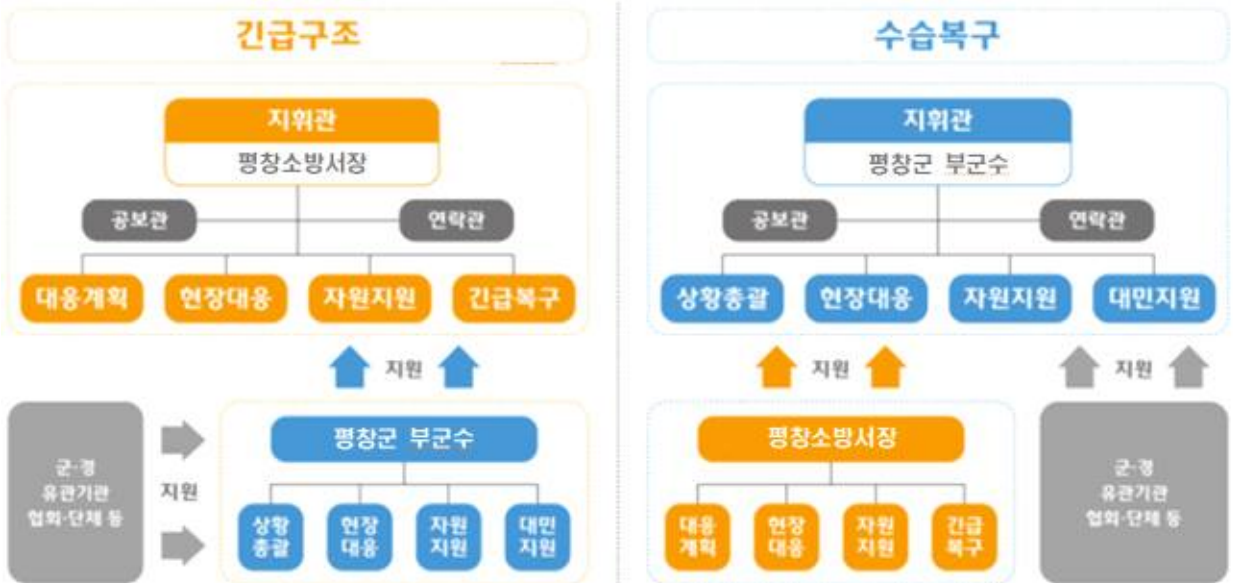 긴급구조
지휘관
평창소방서장
공보관
연락관
대응계획
현장대응
자원지원
긴급복구
지원
군·경
유관기관
협회·단체 등
지원
평창군 부군수
상황
총괄
현장
대응
자원
지원
대민
지원
수습복구
지휘관
평창군 부군수
공보관
연락관
상황총괄
현장대응
자원지원
대민지원
지원
지원
평창소방서장
대응
계획
현장
대응
자원
지원
긴급
복구
군·경
유관기관
협회·단체 등